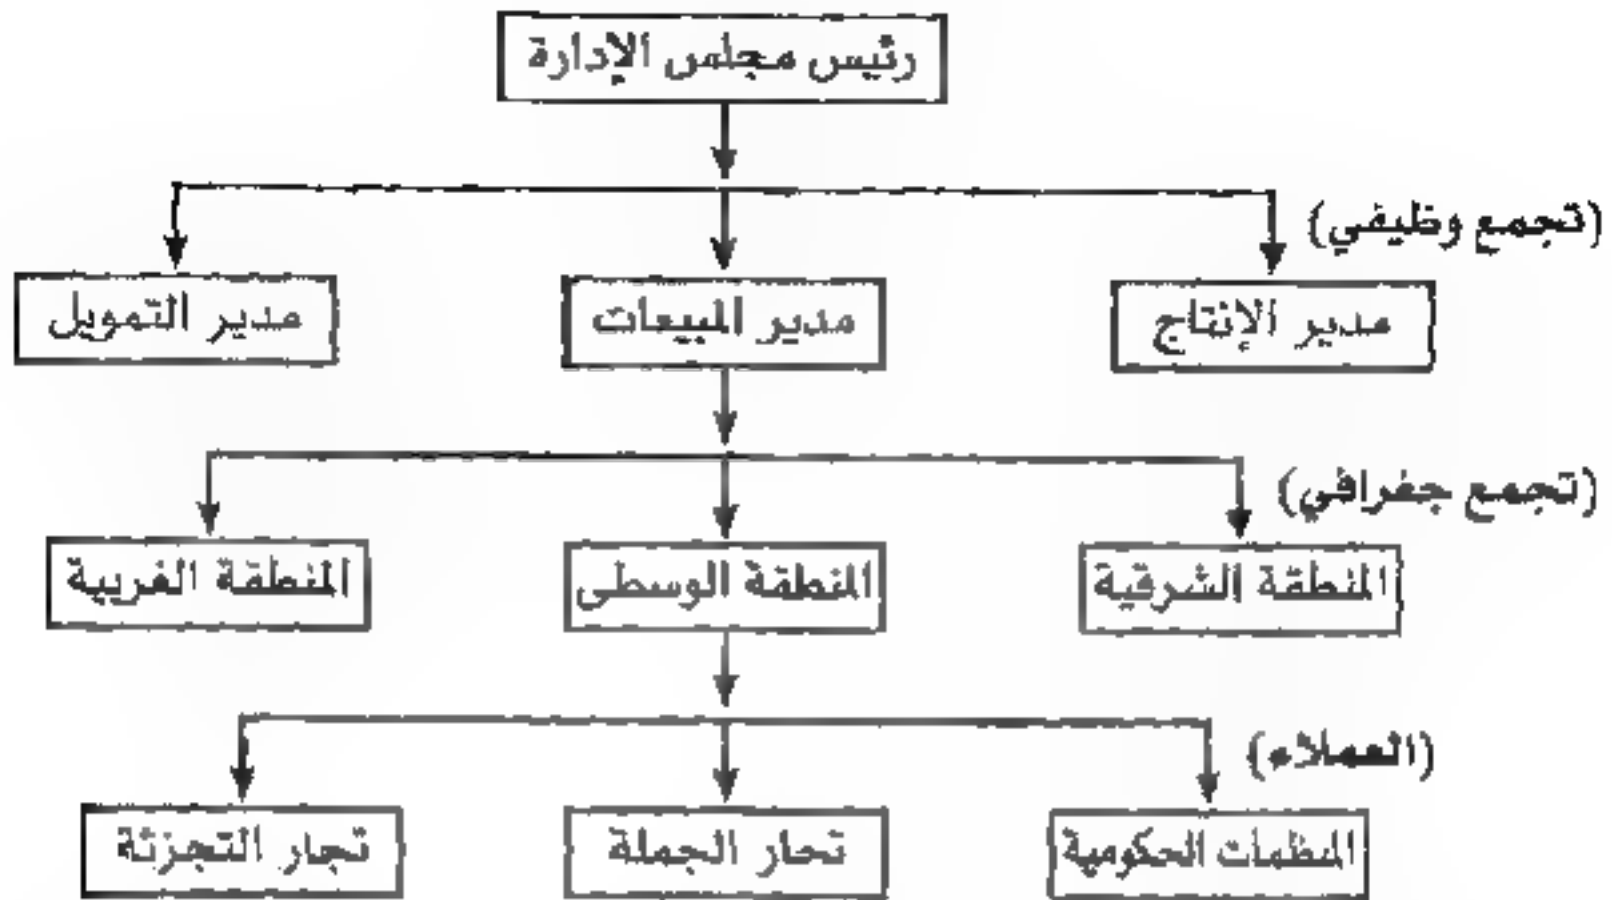 رئيس مجلس الإدارة
(تجمع وظيفي)
مدير الإنتاج
مدير المبيعات
مدير التمويل
(تجمع جغرافي)
المنطقة الشرقية
المنطقة الوسطى
المنطقة الغربية
(العملاء)
المنظمات الحكومية
تجار الجملة
تجار التجزئة